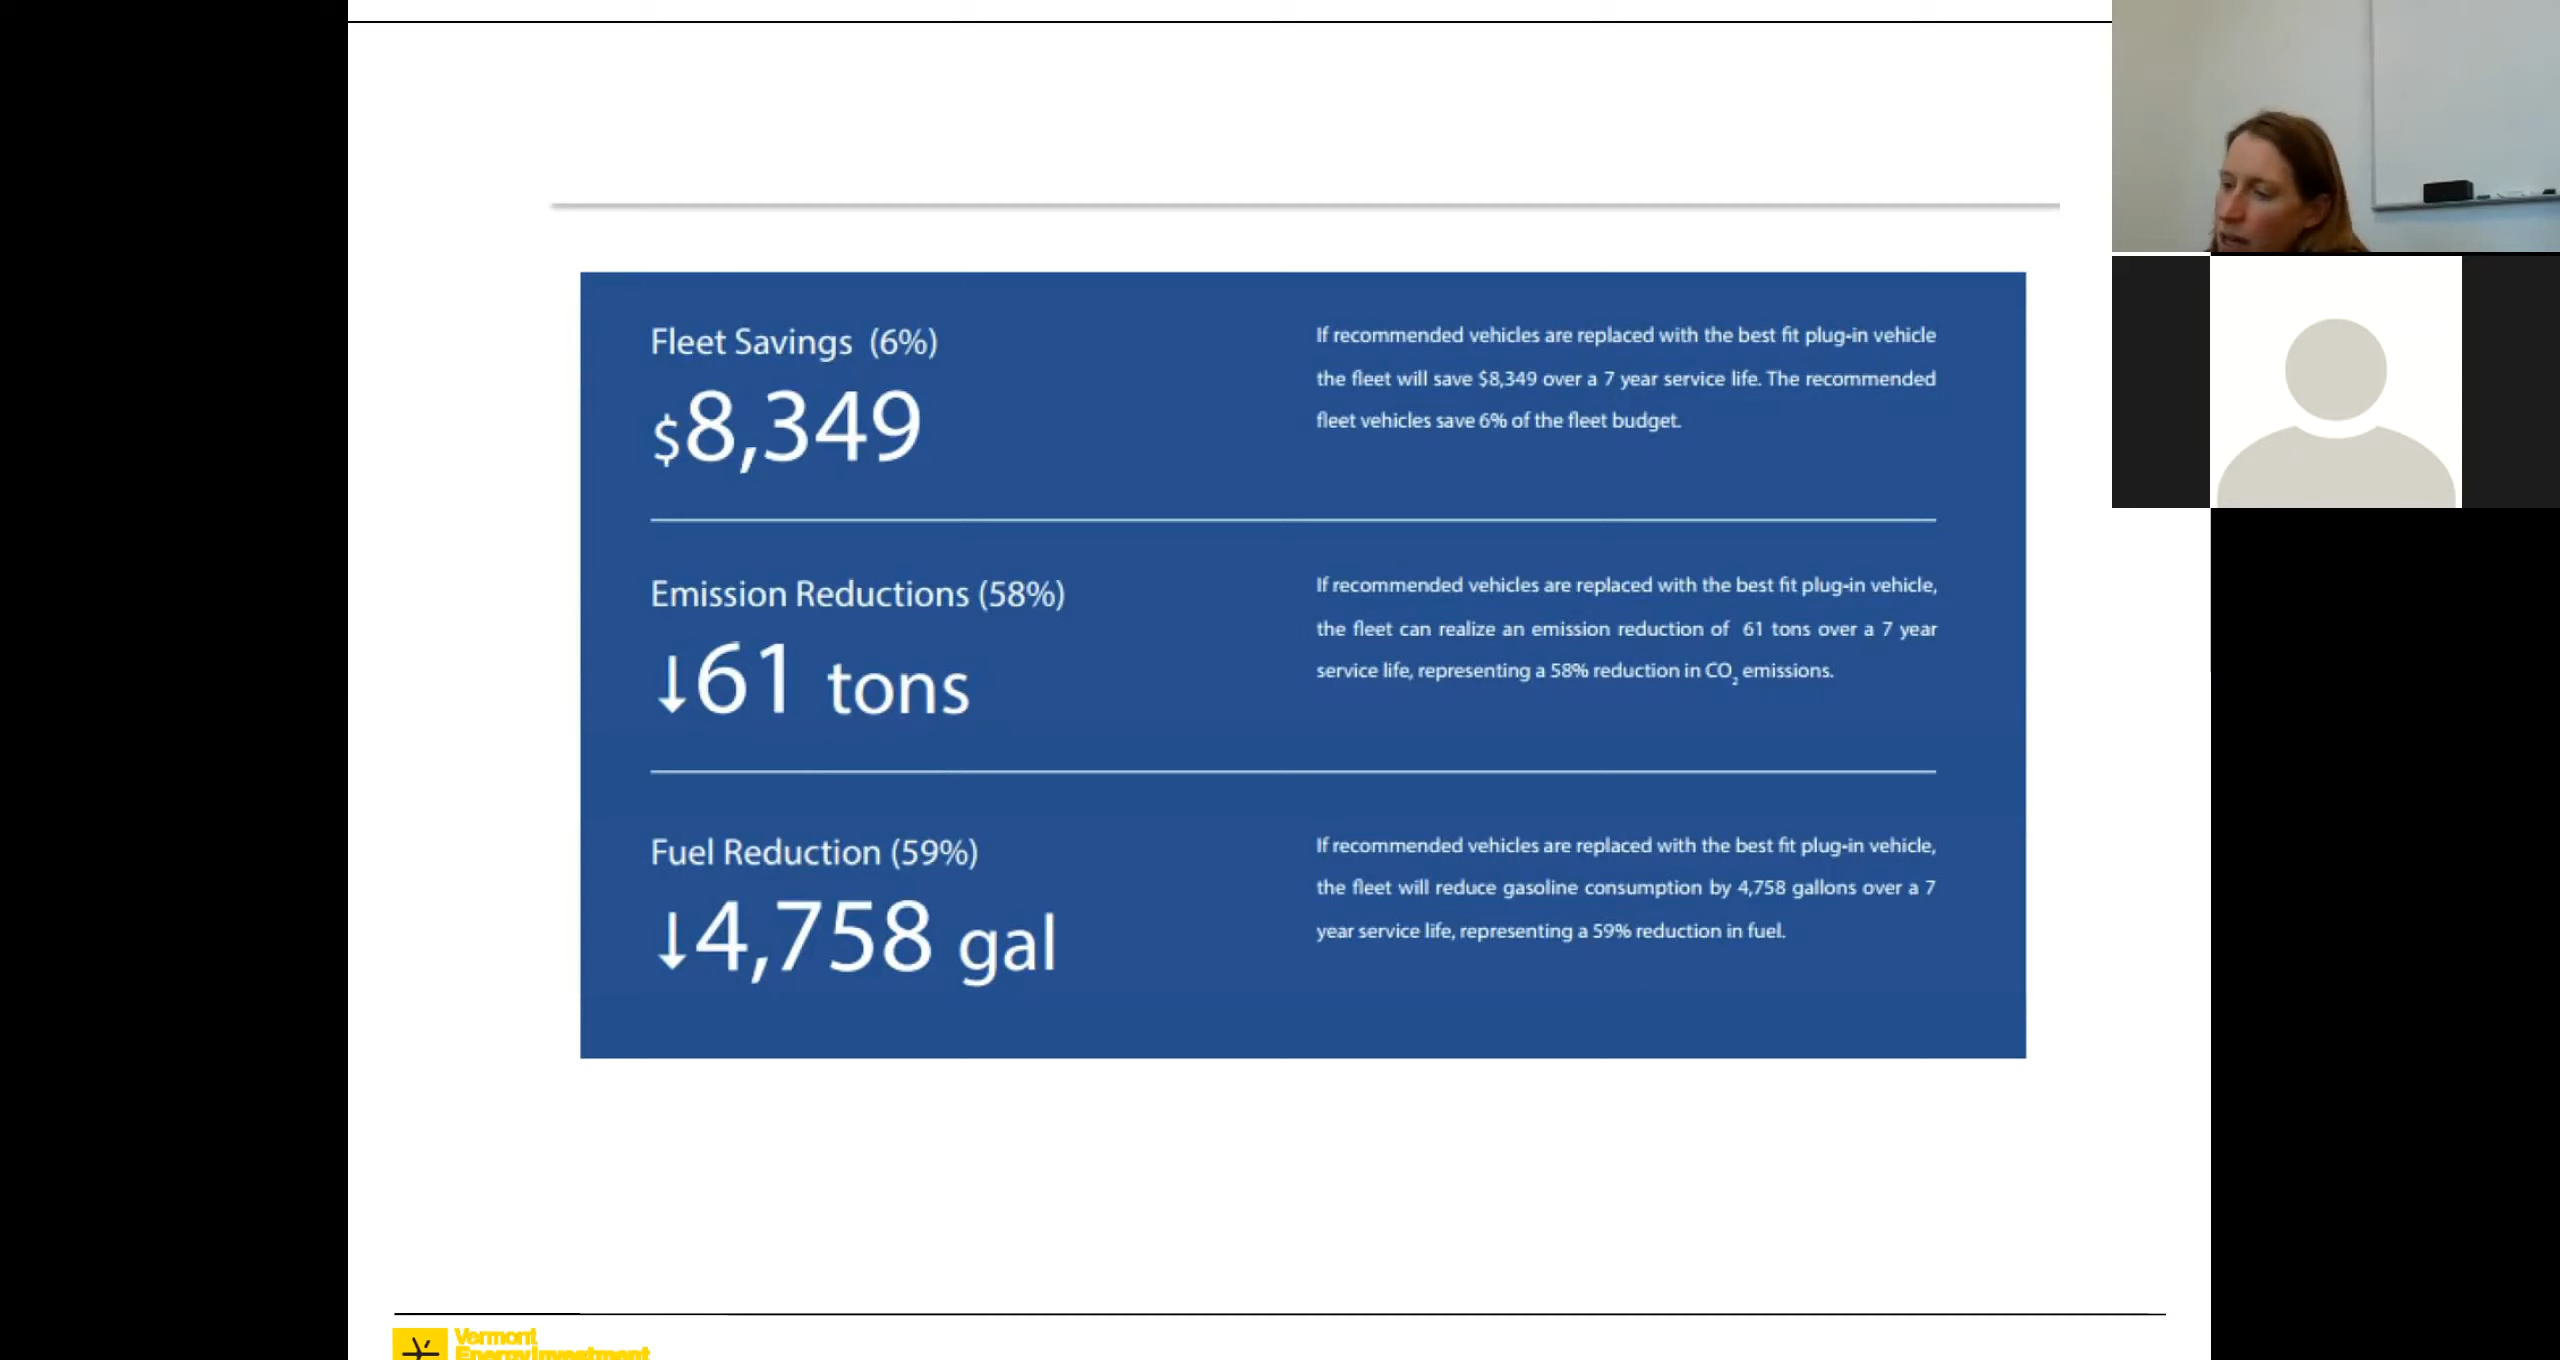 Fleet Savings (6%)
$8,349
If recommended vehicles are replaced with the best fit plug-in vehicle
the fleet will save $8,349 over a 7 year service life. The recommended
fleet vehicles save 6% of the fleet budget.
Emission Reductions (58%)
↓61 tons
If recommended vehicles are replaced with the best fit plug-in vehicle,
the fleet can realize an emission reduction of 61 tons over a 7 year
service life, representing a 58% reduction in CO₂ emissions.
Fuel Reduction (59%)
↓4,758 gal
If recommended vehicles are replaced with the best fit plug-in vehicle,
the fleet will reduce gasoline consumption by 4,758 gallons over a 7
year service life, representing a 59% reduction in fuel.
Vermont
EnergyInvestment